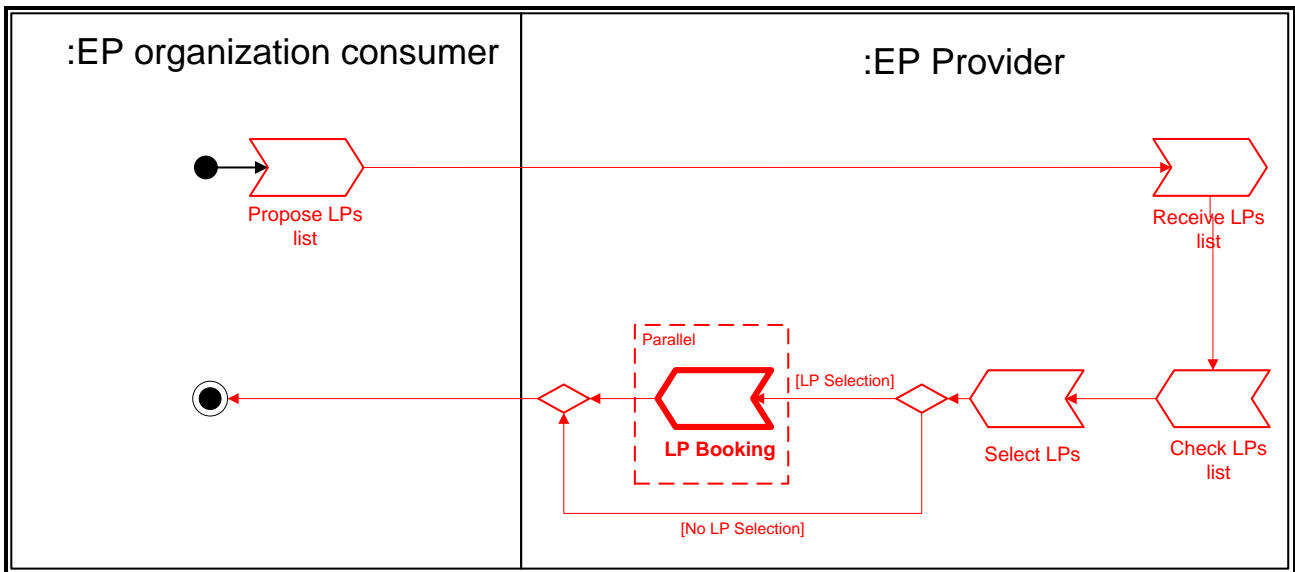 :EP organization consumer
:EP Provider
Propose LPs
list
Receive LPs
list
Parallel
[LP Selection]
LP Booking
Select LPs
Check LPs
list
[No LP Selection]